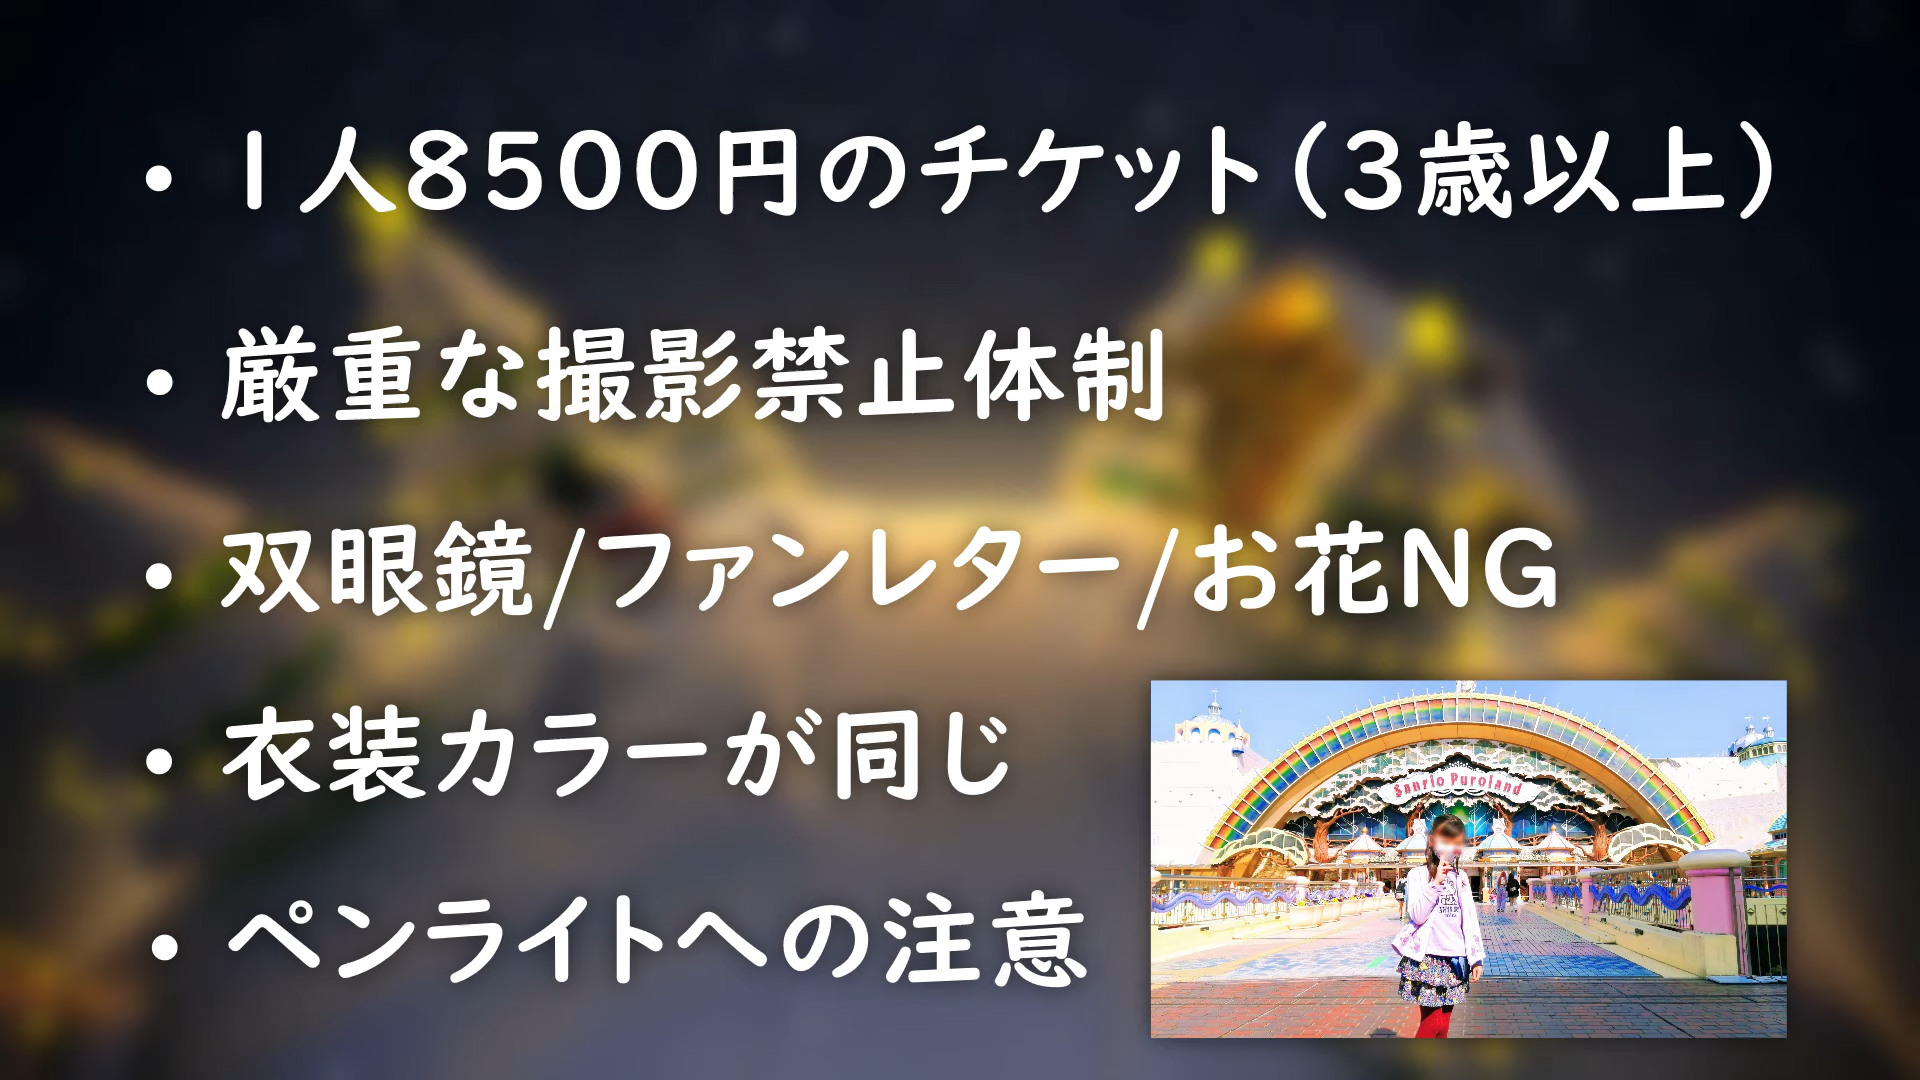 ・1人8500円のチケット(3歳以上)
・厳重な撮影禁止体制
・双眼鏡/ファンレター/お花NG
・衣装カラーが同じ
・ペンライトへの注意
Sanrio Puroland